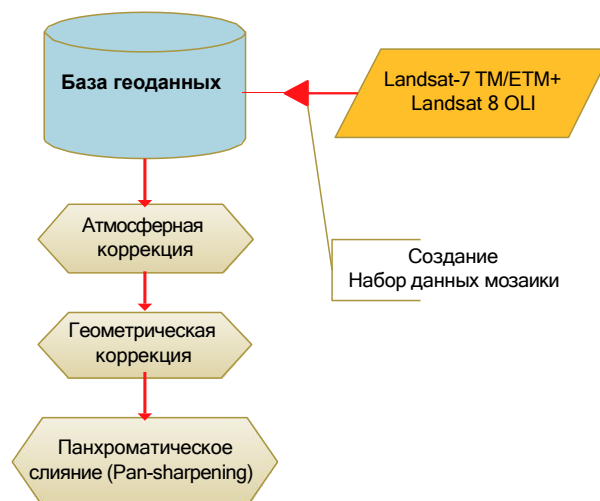 База геоданных
Landsat-7 TM/ETM+
Landsat 8 OLI
Атмосферная
коррекция
Создание
Набор данных мозаики
Геометрическая
коррекция
Панхроматическое
слияние (Pan-sharpening)